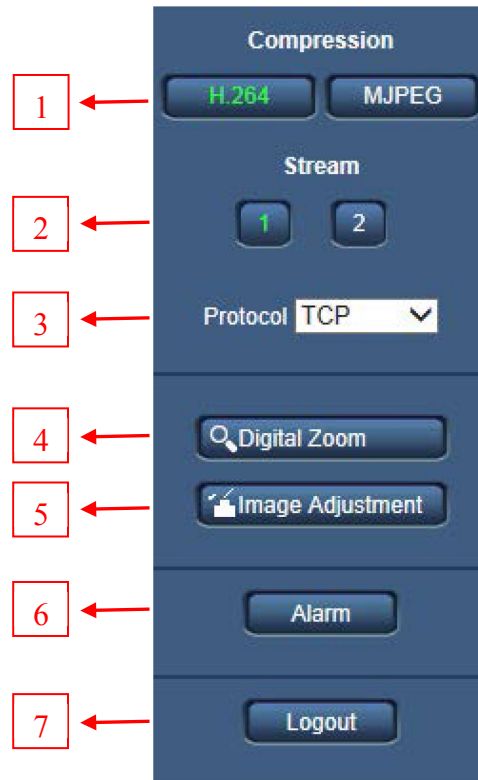 Compression
1 H.264 MJPEG
Stream
2 1 2
3 Protocol TCP
4 Digital Zoom
5 Image Adjustment
6 Alarm
7 Logout